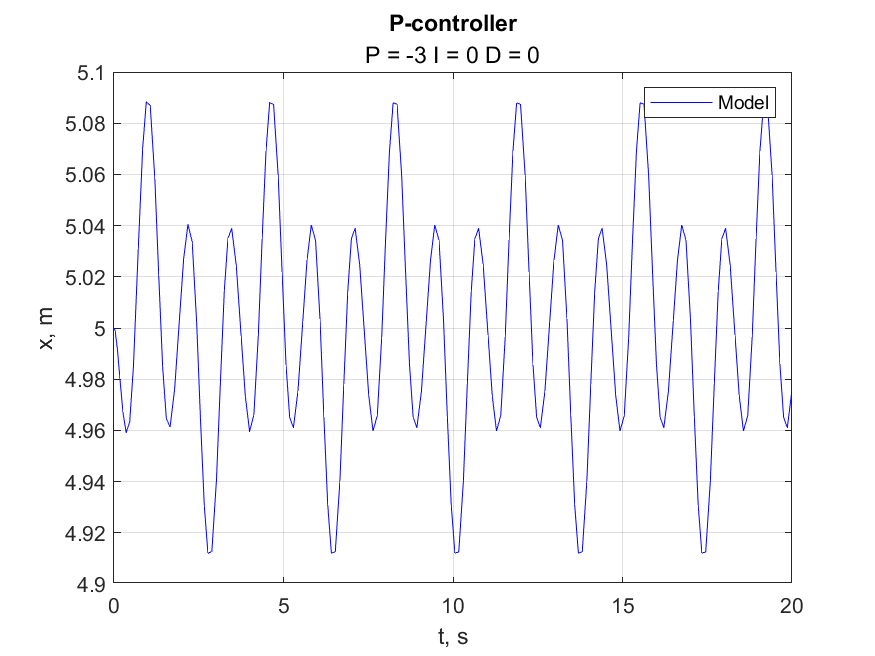 P-controller
P = -3 I = 0 D = 0
Model
5.1
5.08
5.06
5.04
5.02
5
4.98
4.96
4.94
4.92
4.9
x, m
0 5 10 15 20
t, s